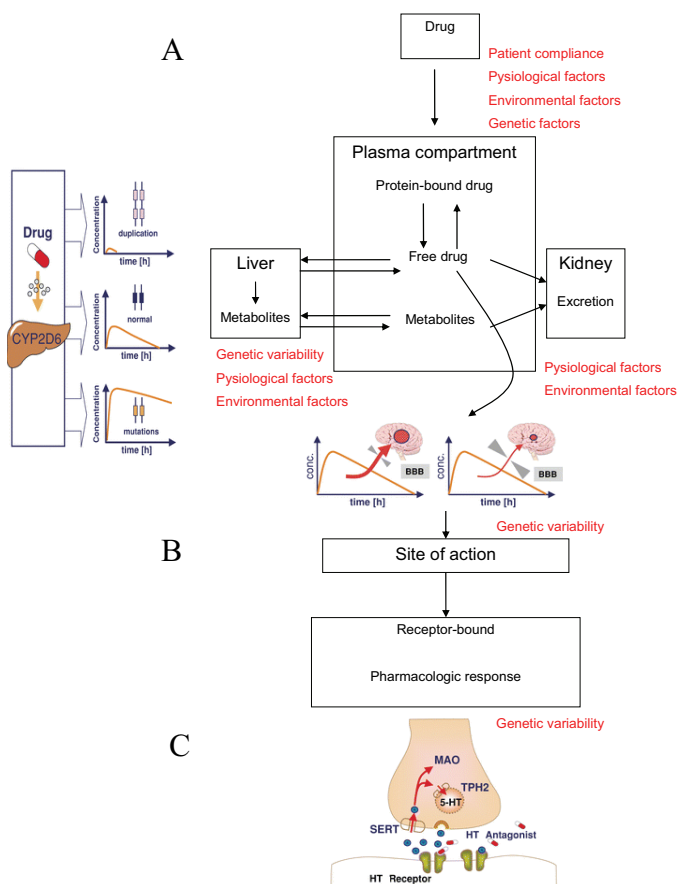 A
Drug
Patient compliance
Pysiological factors
Environmental factors
Genetic factors
Plasma compartment
Protein-bound drug
Free drug
Metabolites
Liver
Metabolites
Genetic variability
Pysiological factors
Environmental factors
Kidney
Excretion
Pysiological factors
Environmental factors
Drug
CYP2D6
Concentration
duplication
time [h]
Concentration
normal
time [h]
Concentration
mutations
time [h]
conc.
BBB
time [h]
conc.
BBB
time [h]
Genetic variability
B
Site of action
Receptor-bound
Pharmacologic response
Genetic variability
C
MAO
TPH2
5-HT
SERT
HT Antagonist
HT Receptor